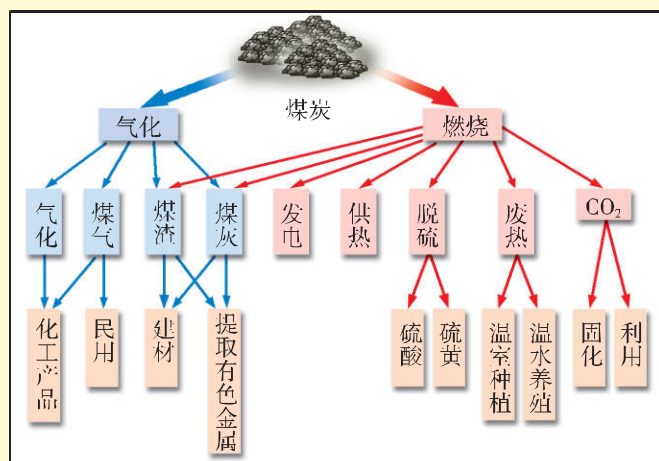 煤炭
气化
燃烧
气化
煤气
煤渣
煤灰
发电
供热
脱硫
废热
CO₂
化工产品
民用
建材
提取有色金属
硫酸
硫黄
温室种植
温水养殖
固化
利用